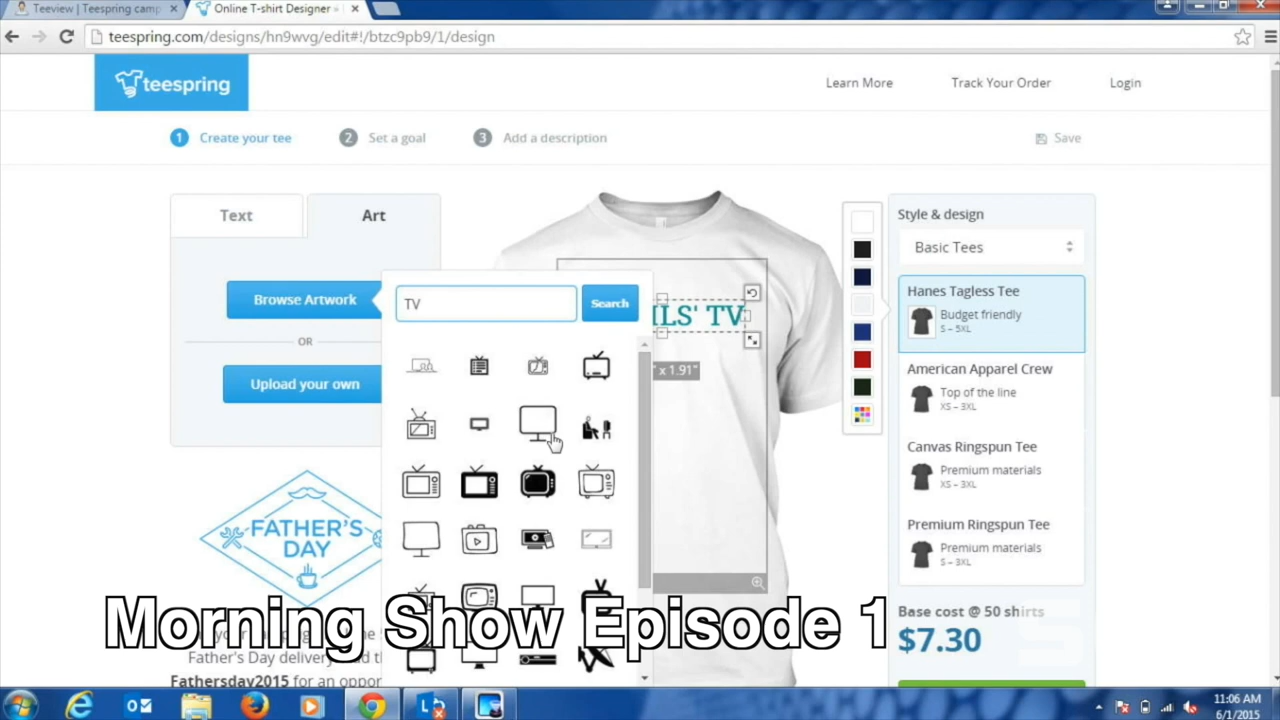 Teeview | Teespring camp
Online T-shirt Designer
teespring.com/designs/hn9wvg/edit#!/btzc9pb9/1/design
teespring
Learn More
Track Your Order
Login
1 Create your tee
2 Set a goal
3 Add a description
Save
Text
Art
Browse Artwork
OR
Upload your own
TV
Search
ILS' TV
" x 1.91"
Style & design
Basic Tees
Hanes Tagless Tee
Budget friendly
S – 5XL
American Apparel Crew
Top of the line
XS – 3XL
Canvas Ringspun Tee
Premium materials
XS – 3XL
Premium Ringspun Tee
Premium materials
S – 3XL
FATHER'S
DAY
Base cost @ 50 shirts
$7.30
Morning Show Episode 1
Father's Day delivery
Fathersday2015 for an oppor
11:06 AM
6/1/2015